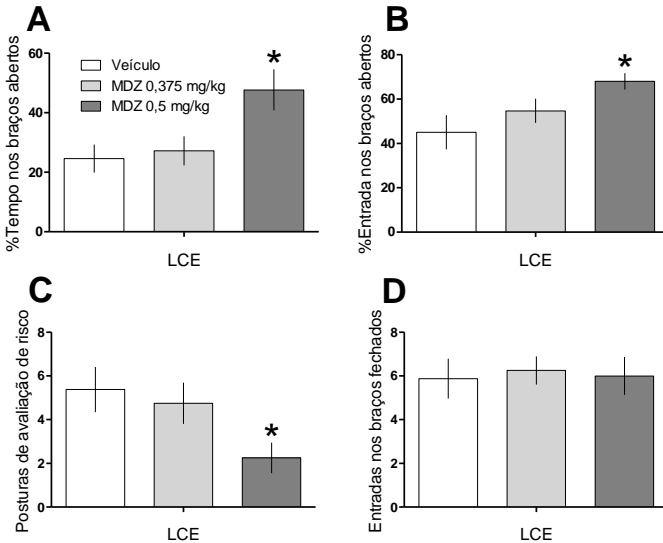 A
%Tempo nos braços abertos
60
40
20
0
Veículo
MDZ 0,375 mg/kg
MDZ 0,5 mg/kg
*
LCE
B
%Entrada nos braços abertos
80
60
40
20
0
*
LCE
C
Posturas de avaliação de risco
8
6
4
2
0
*
LCE
D
Entradas nos braços fechados
8
6
4
2
0
LCE